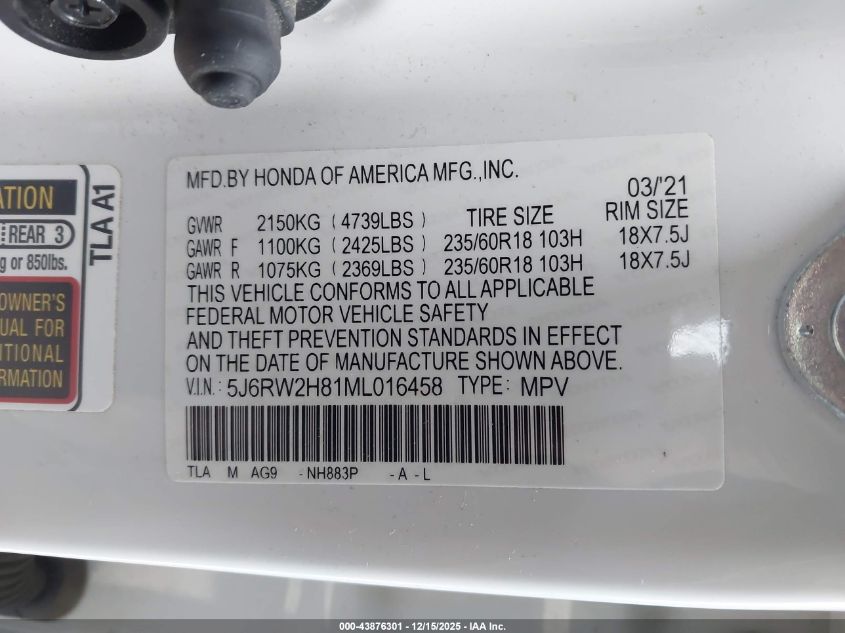 MFD.BY HONDA OF AMERICA MFG.,INC.
03/'21
GVWR 2150KG (4739LBS) TIRE SIZE RIM SIZE
GAWR F 1100KG (2425LBS) 235/60R18 103H 18X7.5J
GAWR R 1075KG (2369LBS) 235/60R18 103H 18X7.5J
THIS VEHICLE CONFORMS TO ALL APPLICABLE
FEDERAL MOTOR VEHICLE SAFETY
AND THEFT PREVENTION STANDARDS IN EFFECT
ON THE DATE OF MANUFACTURE SHOWN ABOVE.
V.I.N.: 5J6RW2H81ML016458 TYPE: MPV
TLA M AG9 -NH883P -A-L
REAR 3
or 850lbs.
OWNER'S
FOR
TLA A1
000-43876301 - 12/15/2025 - IAA Inc.